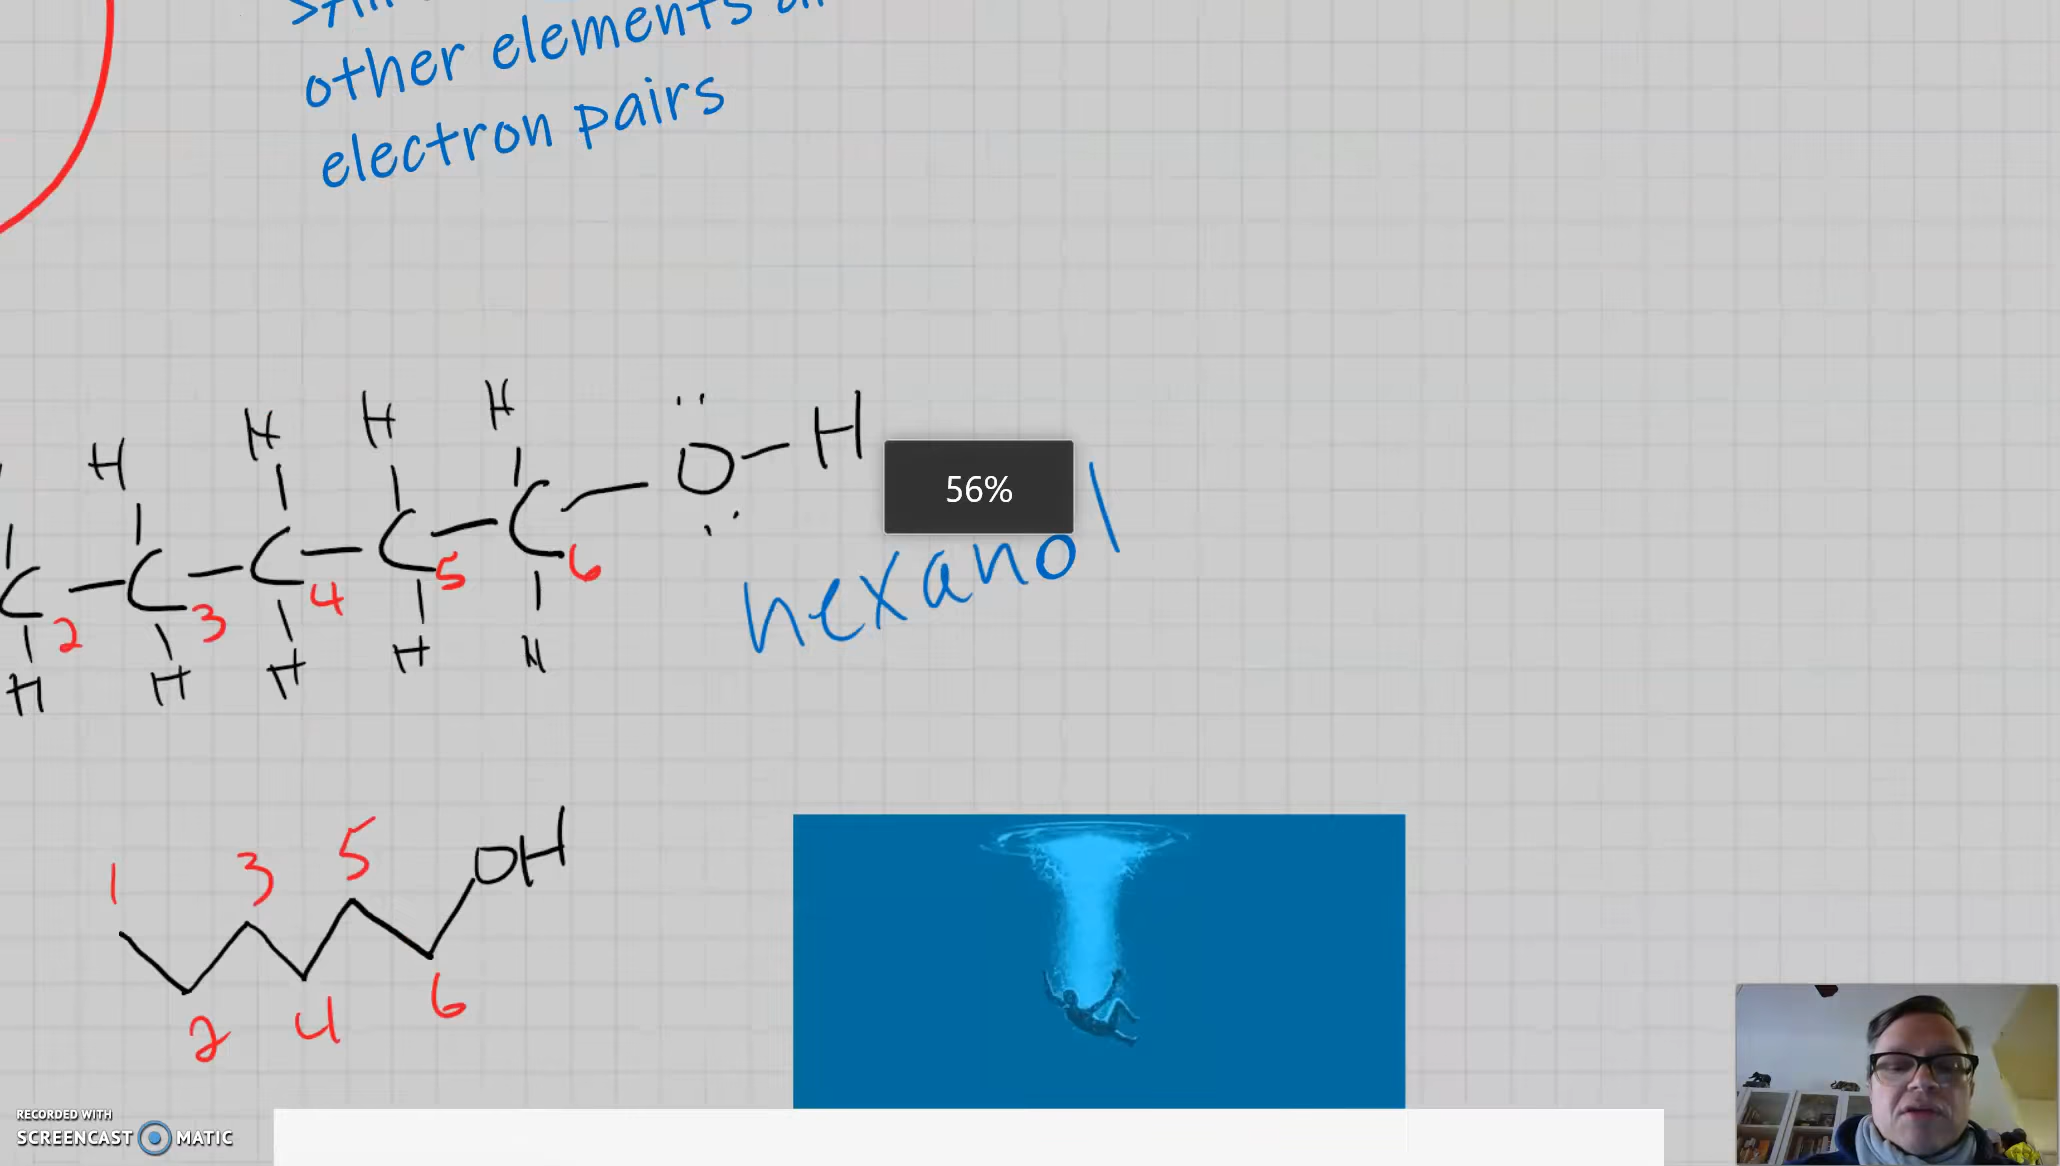 other elements
electron pairs
H H H H
O-H
56%
C-C-C-C-C
2 3 4 5 6
hexanol
H H H H H
1 3 5 OH
2 4 6
RECORDED WITH
SCREENCAST MATIC